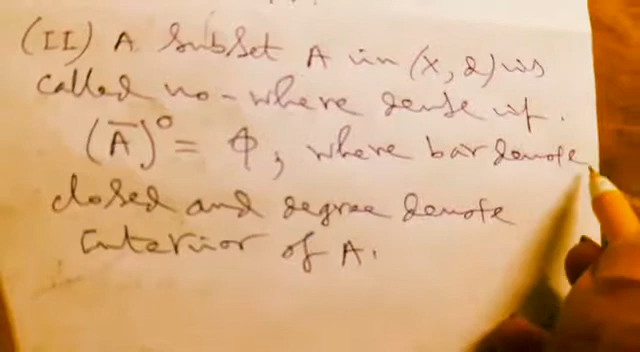 (II) A subset A in (X, d) is
called no-where dense if.
(A̅)° = φ, where bar denote
closed and degree denote
interior of A.